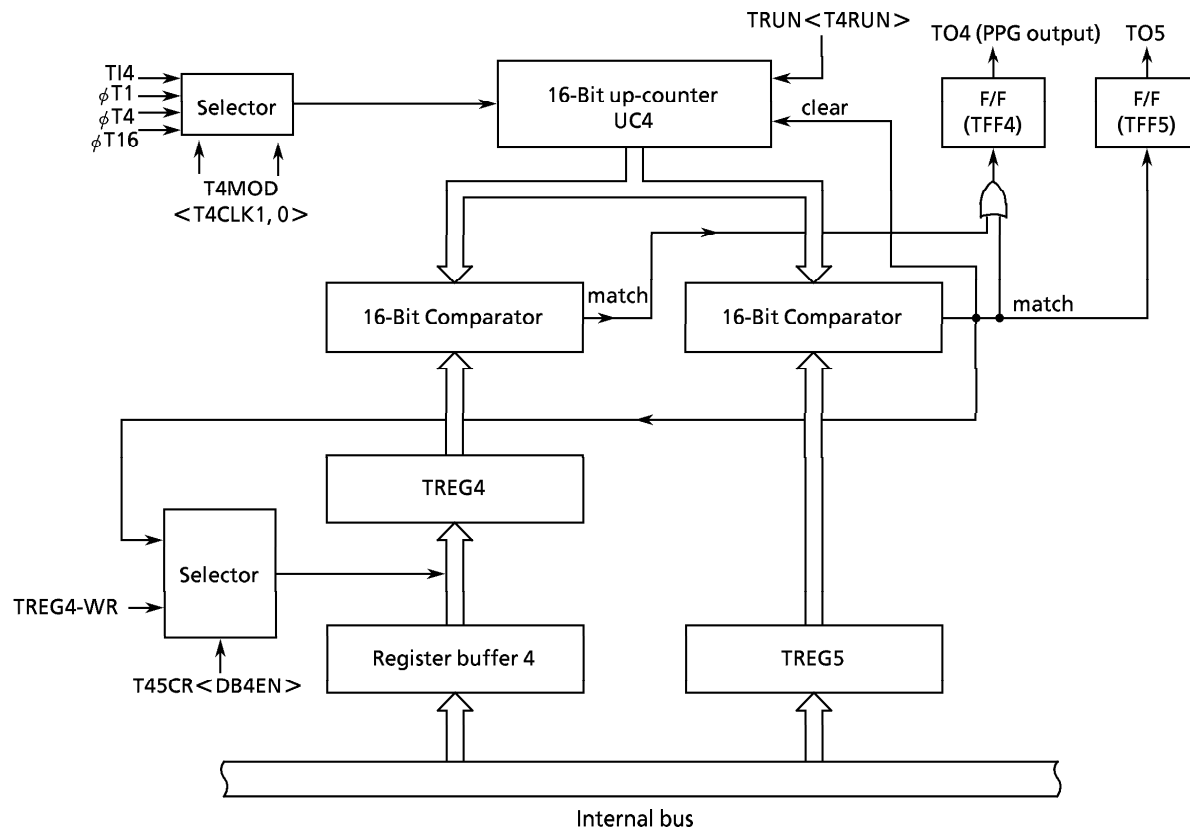 TRUN<T4RUN>
TO4 (PPG output)
TO5
TI4
ϕT1
ϕT4
ϕT16
Selector
16-Bit up-counter
UC4
clear
F/F
(TFF4)
F/F
(TFF5)
T4MOD
<T4CLK1, 0>
16-Bit Comparator
match
16-Bit Comparator
match
TREG4
Selector
TREG4-WR
T45CR<DB4EN>
Register buffer 4
TREG5
Internal bus